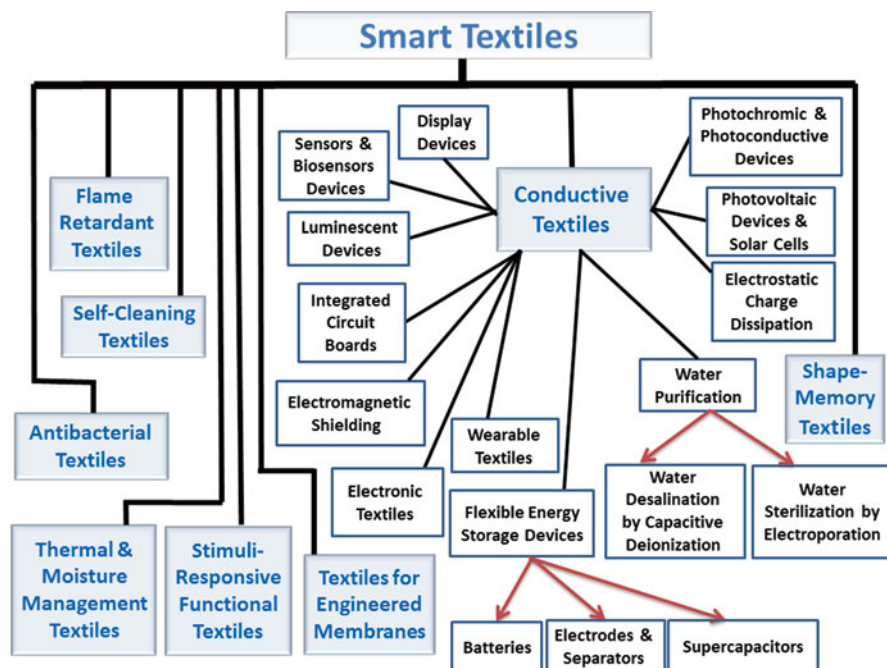 Smart Textiles
Flame
Retardant
Textiles
Self-Cleaning
Textiles
Antibacterial
Textiles
Thermal &
Moisture
Management
Textiles
Stimuli-
Responsive
Functional
Textiles
Textiles for
Engineered
Membranes
Conductive
Textiles
Display
Devices
Sensors &
Biosensors
Devices
Luminescent
Devices
Integrated
Circuit
Boards
Electromagnetic
Shielding
Electronic
Textiles
Wearable
Textiles
Flexible Energy
Storage Devices
Batteries
Electrodes &
Separators
Supercapacitors
Photochromic &
Photoconductive
Devices
Photovoltaic
Devices &
Solar Cells
Electrostatic
Charge
Dissipation
Water
Purification
Water
Desalination
by Capacitive
Deionization
Water
Sterilization by
Electroporation
Shape-
Memory
Textiles